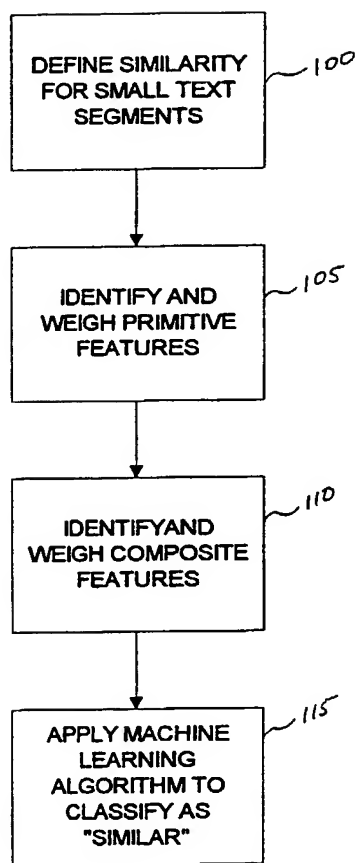 DEFINE SIMILARITY
FOR SMALL TEXT
SEGMENTS
100
IDENTIFY AND
WEIGH PRIMITIVE
FEATURES
105
IDENTIFYAND
WEIGH COMPOSITE
FEATURES
110
APPLY MACHINE
LEARNING
ALGORITHM TO
CLASSIFY AS
"SIMILAR"
115